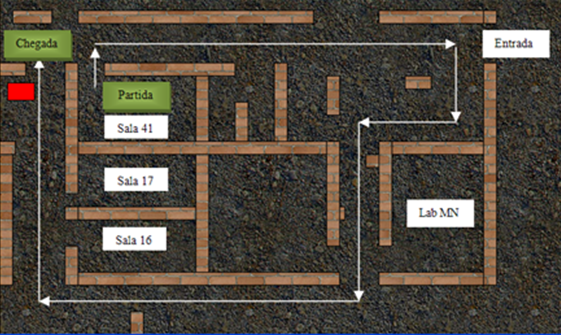 Chegada
Entrada
Partida
Sala 41
Sala 17
Sala 16
Lab MN